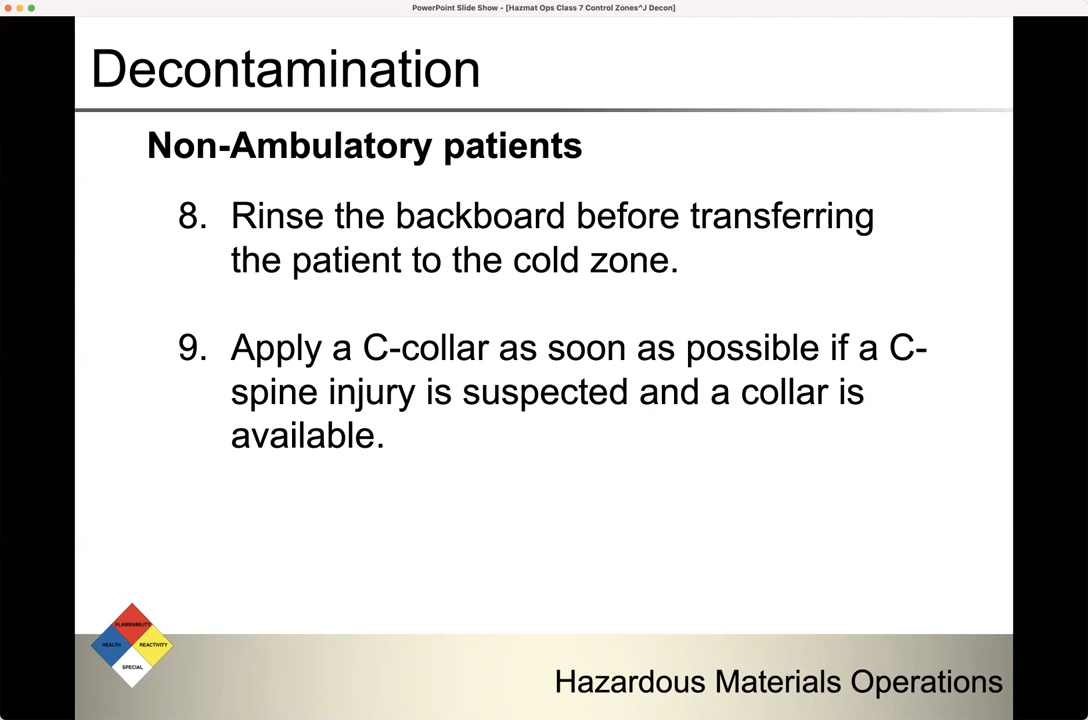 PowerPoint Slide Show - [Hazmat Ops Class 7 Control Zones^J Decon]
Decontamination
Non-Ambulatory patients
8. Rinse the backboard before transferring
the patient to the cold zone.
9. Apply a C-collar as soon as possible if a C-
spine injury is suspected and a collar is
available.
FLAMMABILITY
HEALTH
REACTIVITY
SPECIAL
Hazardous Materials Operations